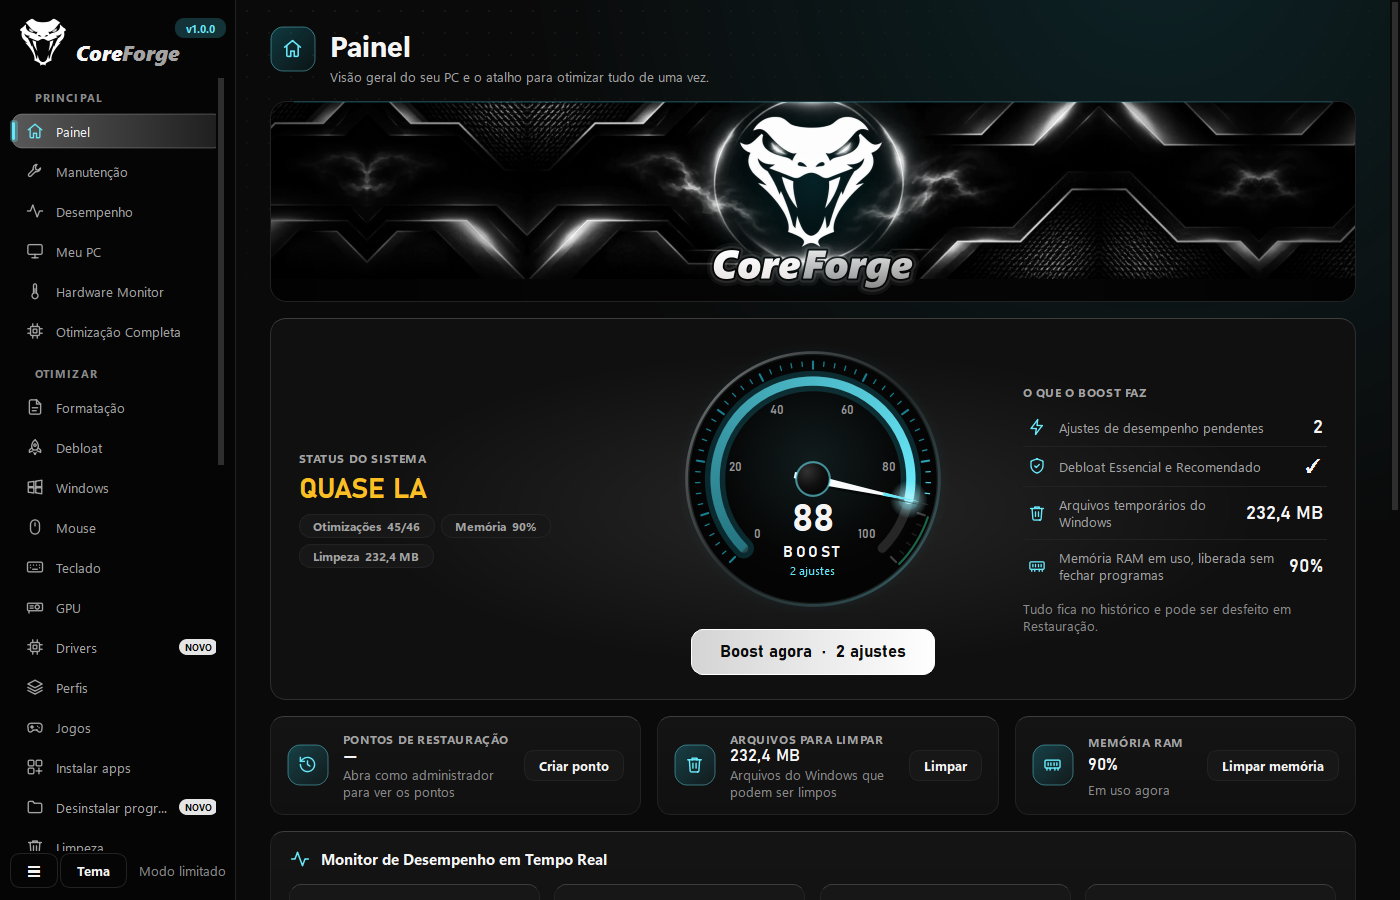 v1.0.0
CoreForge
PRINCIPAL
Painel
Manutenção
Desempenho
Meu PC
Hardware Monitor
Otimização Completa
OTIMIZAR
Formatação
Debloat
Windows
Mouse
Teclado
GPU
Drivers NOVO
Perfis
Jogos
Instalar apps
Desinstalar progr... NOVO
Limpeza
Tema Modo limitado
Painel
Visão geral do seu PC e o atalho para otimizar tudo de uma vez.
CoreForge
STATUS DO SISTEMA
QUASE LA
Otimizações 45/46 Memória 90%
Limpeza 232,4 MB
0
20
40
60
80
100
88
BOOST
2 ajustes
Boost agora · 2 ajustes
O QUE O BOOST FAZ
Ajustes de desempenho pendentes 2
Debloat Essencial e Recomendado ✓
Arquivos temporários do
Windows 232,4 MB
Memória RAM em uso, liberada sem
fechar programas 90%
Tudo fica no histórico e pode ser desfeito em
Restauração.
PONTOS DE RESTAURAÇÃO
—
Abra como administrador
para ver os pontos
Criar ponto
ARQUIVOS PARA LIMPAR
232,4 MB
Arquivos do Windows que
podem ser limpos
Limpar
MEMÓRIA RAM
90%
Em uso agora
Limpar memória
Monitor de Desempenho em Tempo Real